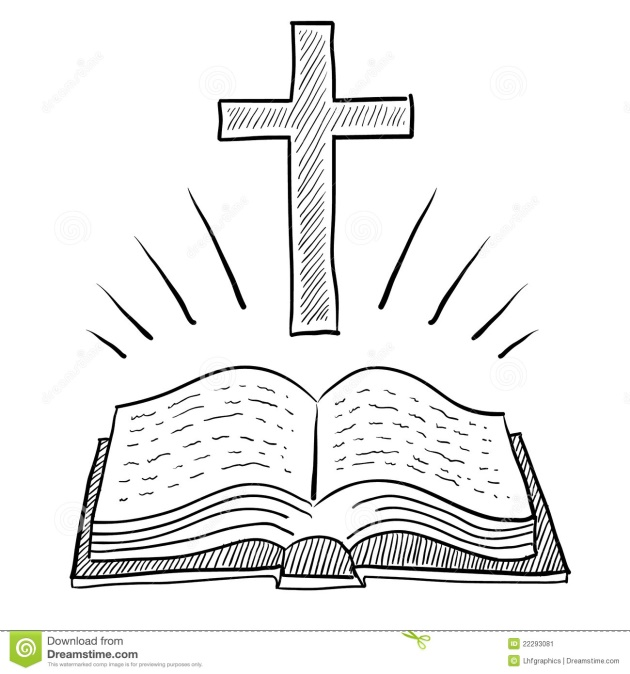 Download from
Dreamstime.com
This watermarked comp image is for previewing purposes only.
22293081
Lhfgraphics | Dreamstime.com